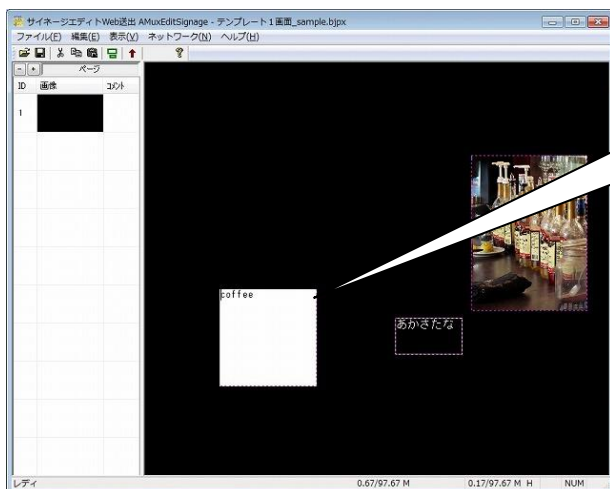 サイネージエディトWeb送出 AMuxEditSignage - テンプレート1画面_sample.bjpx
ファイル(F) 編集(E) 表示(V) ネットワーク(N) ヘルプ(H)
- + ページ
ID 画像 コメント
1
coffee
あかさたな
レディ 0.67/97.67 M 0.17/97.67 M H NUM